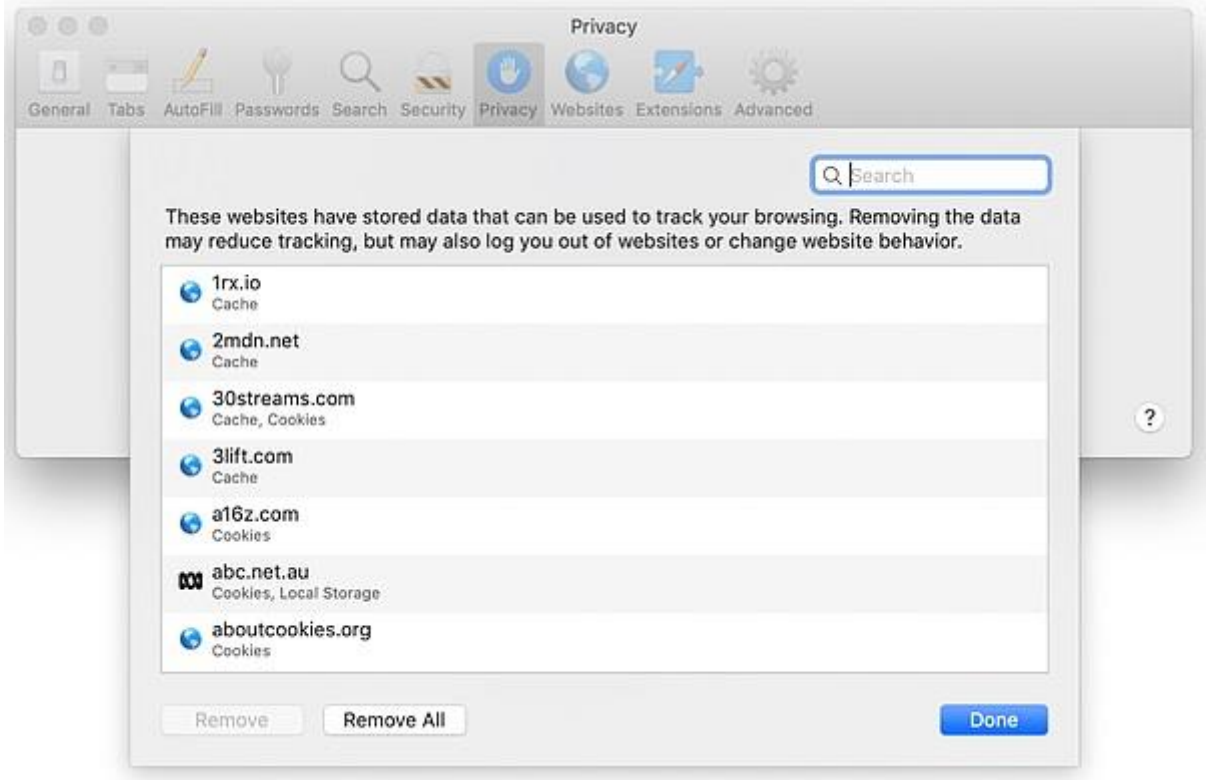 Privacy
General Tabs AutoFill Passwords Search Security Privacy Websites Extensions Advanced
Search
These websites have stored data that can be used to track your browsing. Removing the data
may reduce tracking, but may also log you out of websites or change website behavior.
1rx.io
Cache
2mdn.net
Cache
30streams.com
Cache, Cookies
3lift.com
Cache
a16z.com
Cookies
abc.net.au
Cookies, Local Storage
aboutcookies.org
Cookies
?
Remove Remove All Done